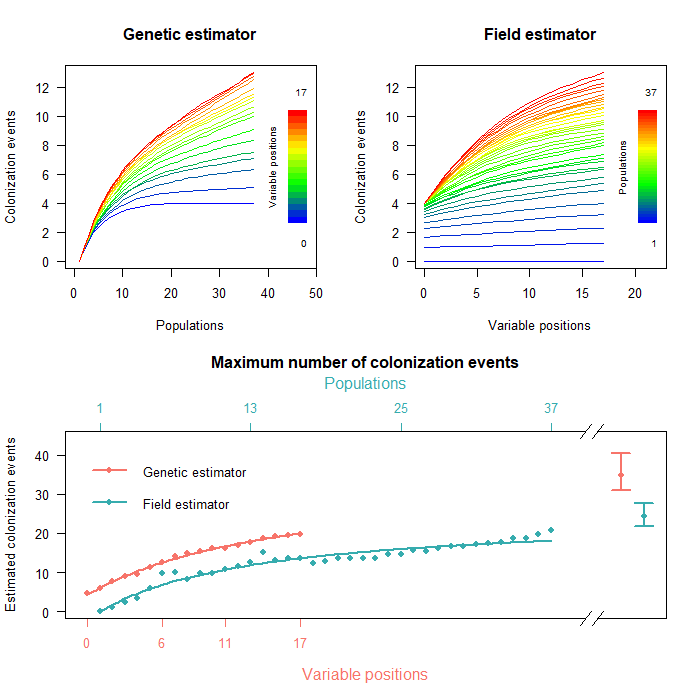 Genetic estimator
Field estimator
Colonization events
0 2 4 6 8 10 12
17
Variable positions
0
1 10 20 30 40 50
Populations
Colonization events
0 2 4 6 8 10 12
37
Populations
1
0 5 10 15 20
Variable positions
Maximum number of colonization events
Populations
1 13 25 37
Estimated colonization events
0 10 20 30 40
Genetic estimator
Field estimator
0 6 11 17
Variable positions